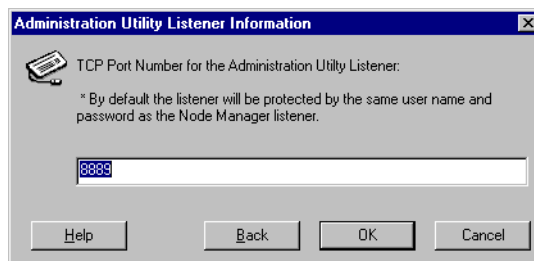 Administration Utility Listener Information
TCP Port Number for the Administration Utilty Listener:
* By default the listener will be protected by the same user name and
password as the Node Manager listener.
8889
Help Back OK Cancel